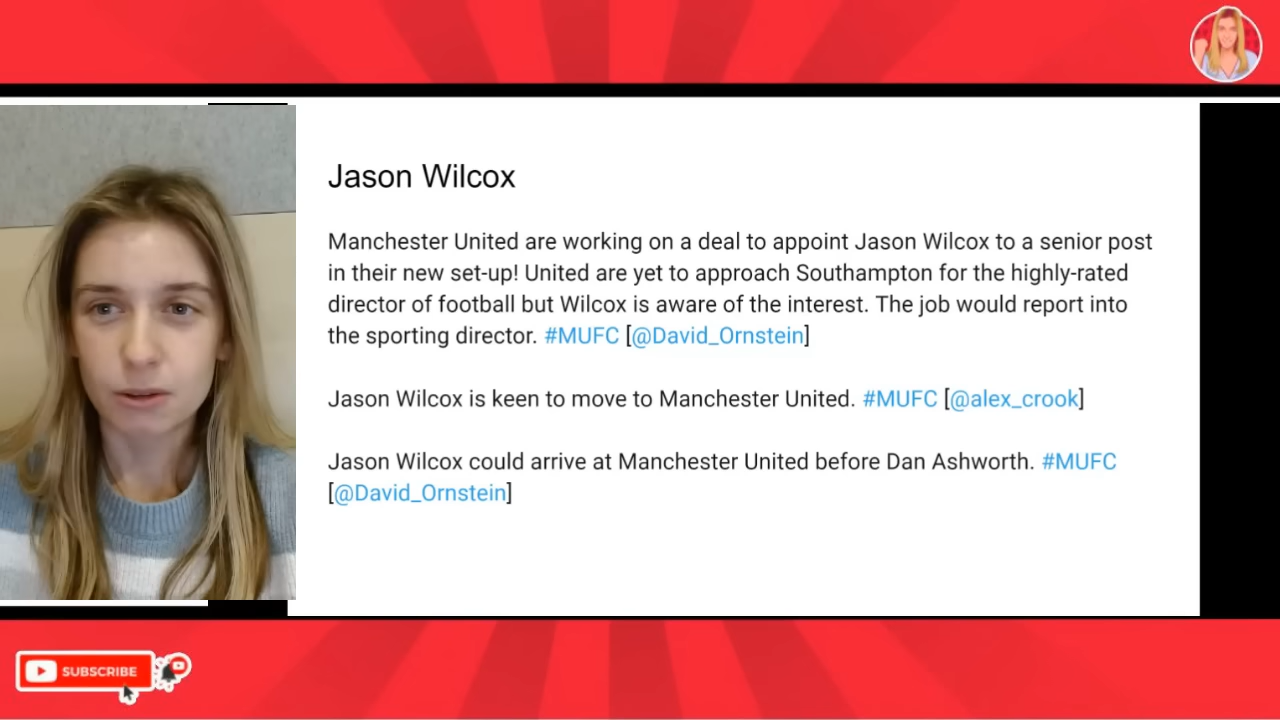 Jason Wilcox
Manchester United are working on a deal to appoint Jason Wilcox to a senior post
in their new set-up! United are yet to approach Southampton for the highly-rated
director of football but Wilcox is aware of the interest. The job would report into
the sporting director. #MUFC [@David_Ornstein]
Jason Wilcox is keen to move to Manchester United. #MUFC [@alex_crook]
Jason Wilcox could arrive at Manchester United before Dan Ashworth. #MUFC
[@David_Ornstein]
SUBSCRIBE